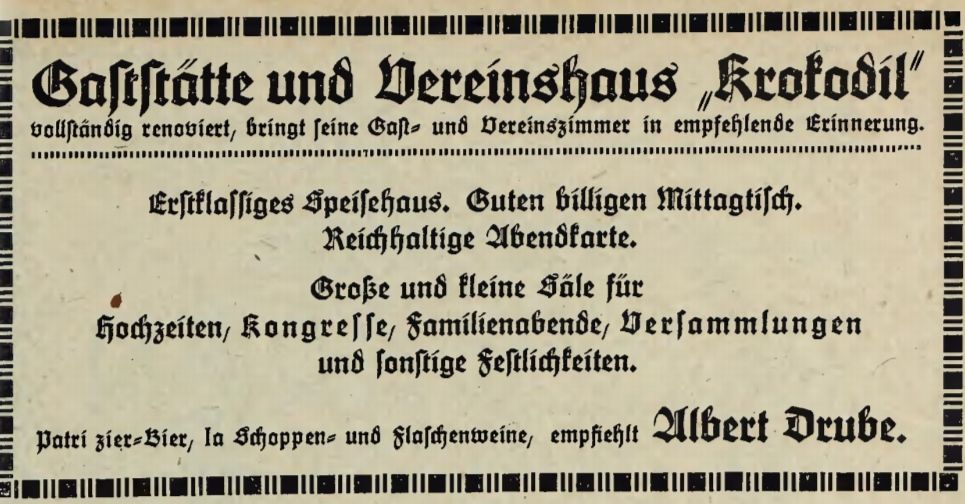 Gaststätte und Vereinshaus „Krokodil"
vollständig renoviert, bringt seine Gast- und Vereinszimmer in empfehlende Erinnerung.
Erstklassiges Speisehaus. Guten billigen Mittagtisch.
Reichhaltige Abendkarte.
Große und kleine Säle für
Hochzeiten, Kongresse, Familienabende, Versammlungen
und sonstige Festlichkeiten.
Patri zier-Bier, Ia Schoppen- und Flaschenweine, empfiehlt Albert Drube.